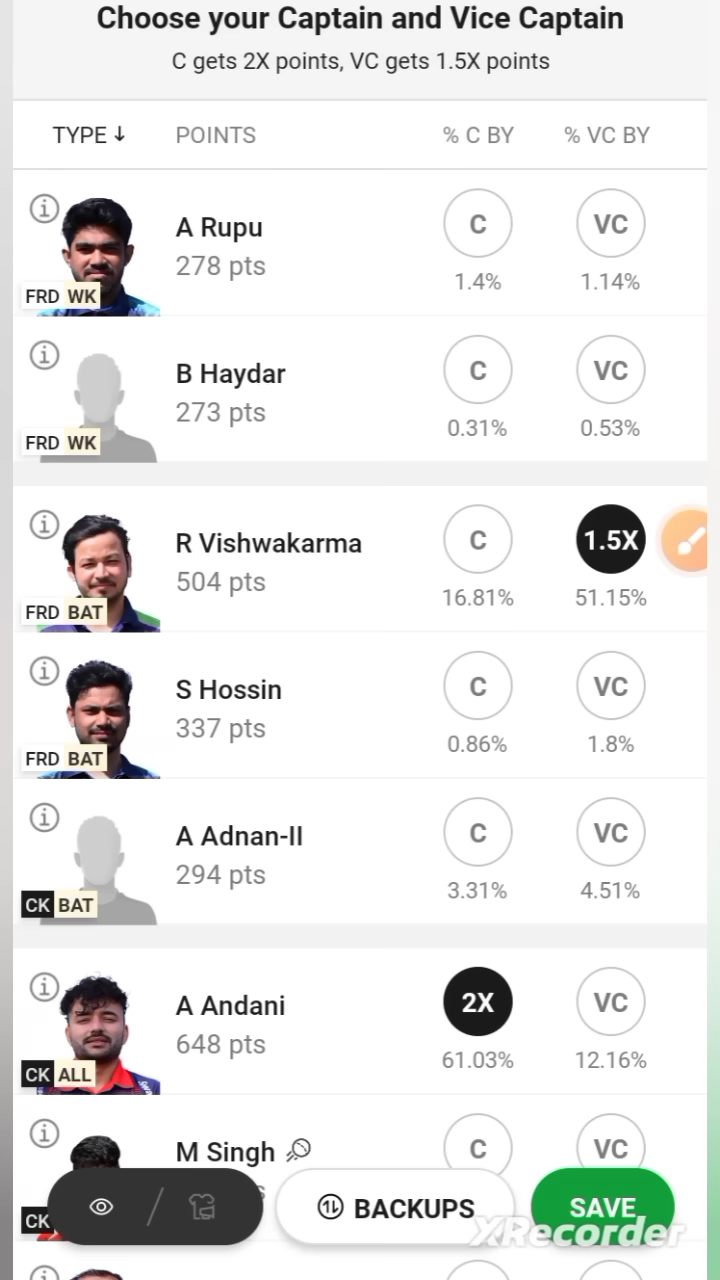 Choose your Captain and Vice Captain
C gets 2X points, VC gets 1.5X points
TYPE ↓ POINTS % C BY % VC BY
A Rupu
278 pts
C VC
1.4% 1.14%
FRD WK
B Haydar
273 pts
C VC
0.31% 0.53%
FRD WK
R Vishwakarma
504 pts
C 1.5X
16.81% 51.15%
FRD BAT
S Hossin
337 pts
C VC
0.86% 1.8%
FRD BAT
A Adnan-II
294 pts
C VC
3.31% 4.51%
CK BAT
A Andani
648 pts
C 2X VC
61.03% 12.16%
CK ALL
M Singh
C VC
CK
BACKUPS
SAVE
XRecorder